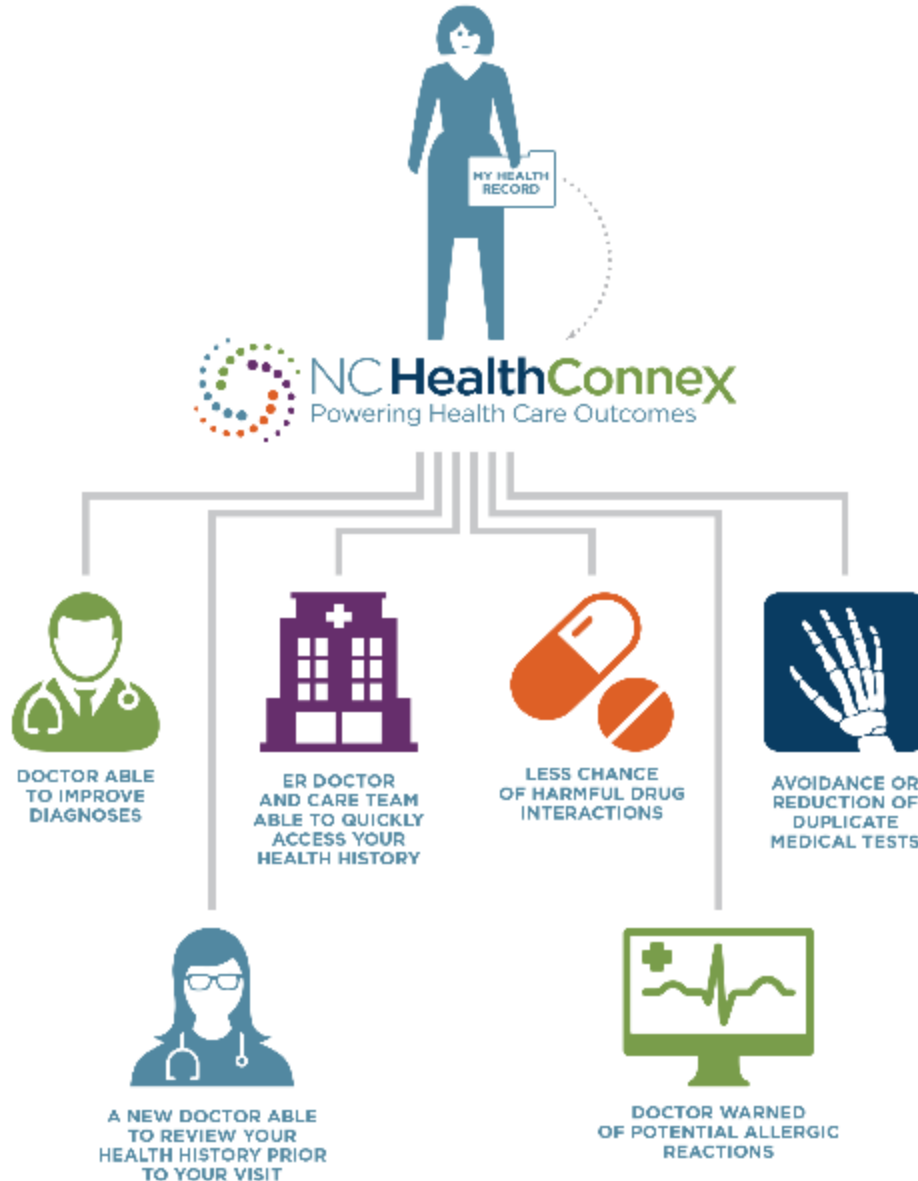 MY HEALTH
RECORD
NC HealthConnex
Powering Health Care Outcomes
DOCTOR ABLE
TO IMPROVE
DIAGNOSES
ER DOCTOR
AND CARE TEAM
ABLE TO QUICKLY
ACCESS YOUR
HEALTH HISTORY
LESS CHANCE
OF HARMFUL DRUG
INTERACTIONS
AVOIDANCE OR
REDUCTION OF
DUPLICATE
MEDICAL TESTS
A NEW DOCTOR ABLE
TO REVIEW YOUR
HEALTH HISTORY PRIOR
TO YOUR VISIT
DOCTOR WARNED
OF POTENTIAL ALLERGIC
REACTIONS